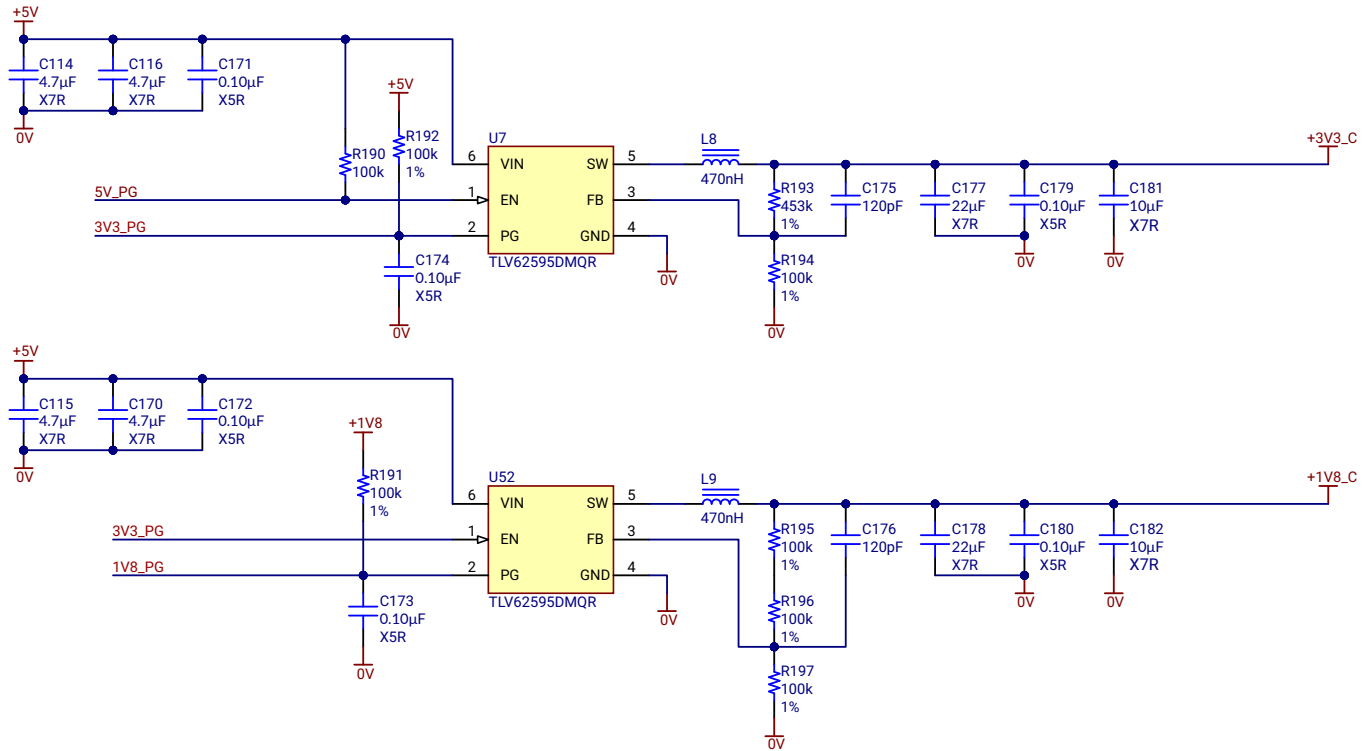 +5V
C114
4.7µF
X7R
C116
4.7µF
X7R
C171
0.10µF
X5R
0V
+5V
R190
100k
R192
100k
1%
5V_PG
3V3_PG
C174
0.10µF
X5R
0V
U7
6 VIN SW 5
1 EN FB 3
2 PG GND 4
TLV62595DMQR
0V
L8
470nH
R193
453k
1%
C175
120pF
R194
100k
1%
0V
C177
22µF
X7R
C179
0.10µF
X5R
0V
C181
10µF
X7R
0V
+3V3_C
+5V
C115
4.7µF
X7R
C170
4.7µF
X7R
C172
0.10µF
X5R
0V
+1V8
R191
100k
1%
3V3_PG
1V8_PG
C173
0.10µF
X5R
0V
U52
6 VIN SW 5
1 EN FB 3
2 PG GND 4
TLV62595DMQR
0V
L9
470nH
R195
100k
1%
C176
120pF
R196
100k
1%
R197
100k
1%
0V
C178
22µF
X7R
C180
0.10µF
X5R
0V
C182
10µF
X7R
0V
+1V8_C